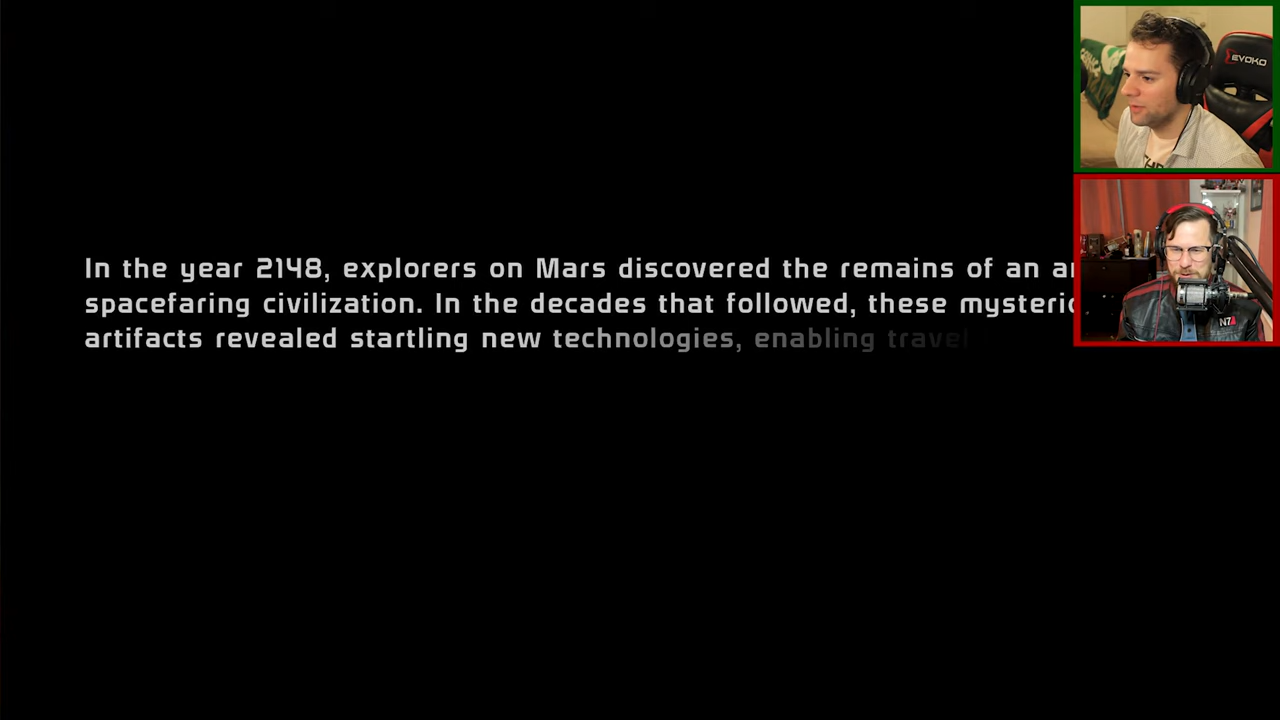 In the year 2148, explorers on Mars discovered the remains of an
spacefaring civilization. In the decades that followed, these
artifacts revealed startling new technologies, enabling travel
EVOKO
N7